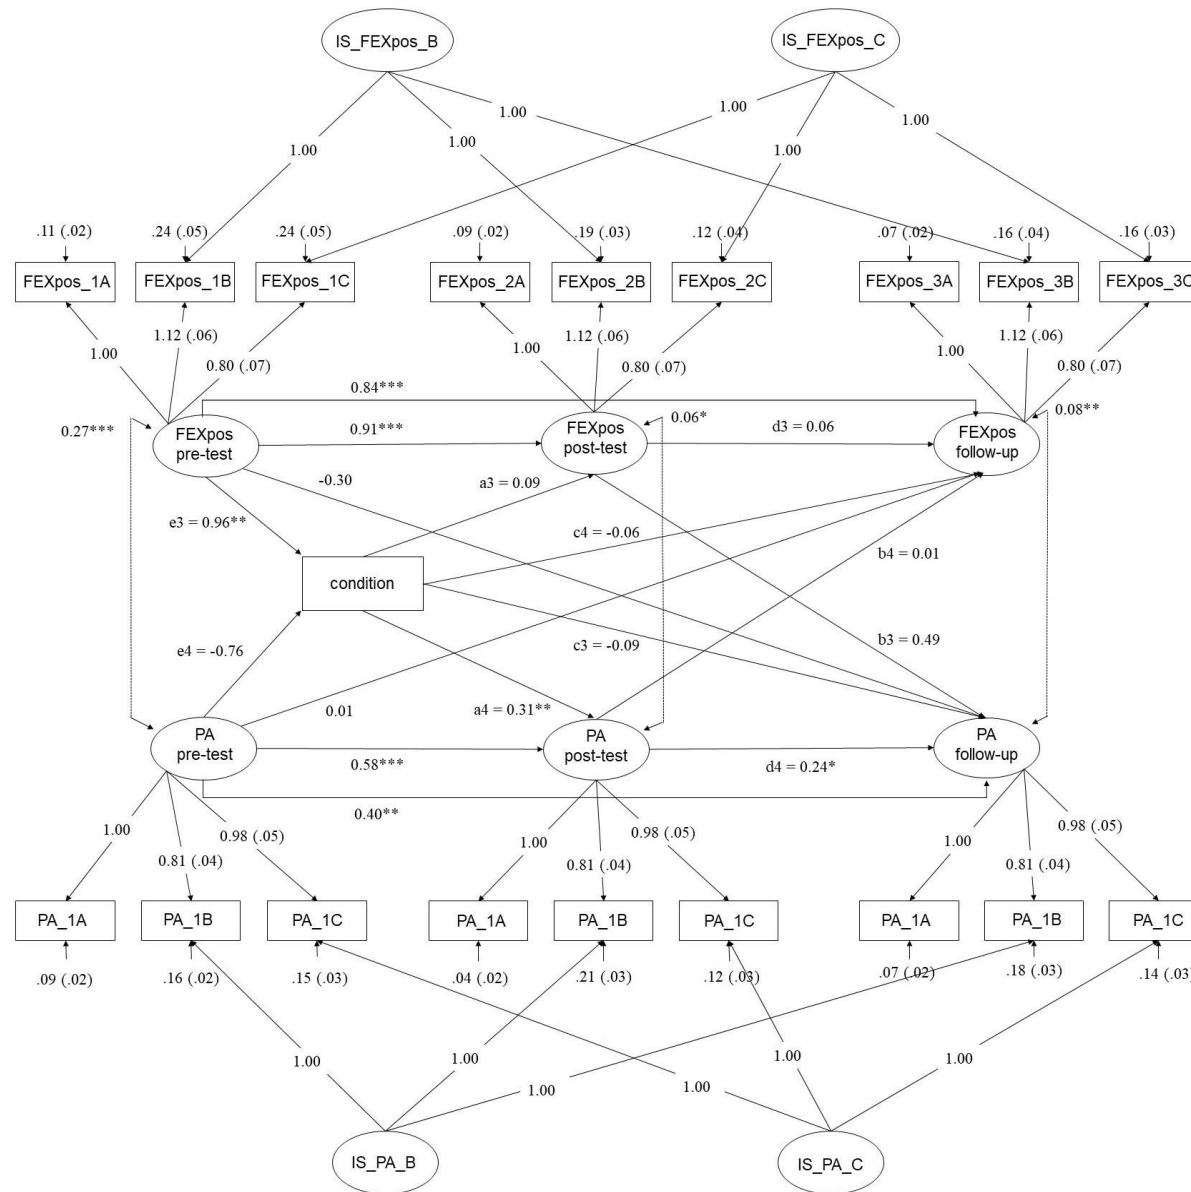 IS_FEXpos_B
IS_FEXpos_C
1.00
1.00
1.00
1.00
1.00
1.00
.11 (.02)
.24 (.05)
.24 (.05)
.09 (.02)
.19 (.03)
.12 (.04)
.07 (.02)
.16 (.04)
.16 (.03)
FEXpos_1A
FEXpos_1B
FEXpos_1C
FEXpos_2A
FEXpos_2B
FEXpos_2C
FEXpos_3A
FEXpos_3B
FEXpos_3C
1.00
1.12 (.06)
0.80 (.07)
1.00
1.12 (.06)
0.80 (.07)
1.00
1.12 (.06)
0.80 (.07)
0.84***
0.27***
FEXpos
pre-test
0.91***
FEXpos
post-test
0.06*
d3 = 0.06
FEXpos
follow-up
0.08**
-0.30
a3 = 0.09
e3 = 0.96**
c4 = -0.06
b4 = 0.01
condition
e4 = -0.76
c3 = -0.09
b3 = 0.49
0.01
a4 = 0.31**
PA
pre-test
0.58***
PA
post-test
d4 = 0.24*
PA
follow-up
0.40**
1.00
0.81 (.04)
0.98 (.05)
1.00
0.81 (.04)
0.98 (.05)
1.00
0.81 (.04)
0.98 (.05)
PA_1A
PA_1B
PA_1C
PA_1A
PA_1B
PA_1C
PA_1A
PA_1B
PA_1C
.09 (.02)
.16 (.02)
.15 (.03)
.04 (.02)
.21 (.03)
.12 (.03)
.07 (.02)
.18 (.03)
.14 (.03)
1.00
1.00
1.00
1.00
1.00
1.00
IS_PA_B
IS_PA_C